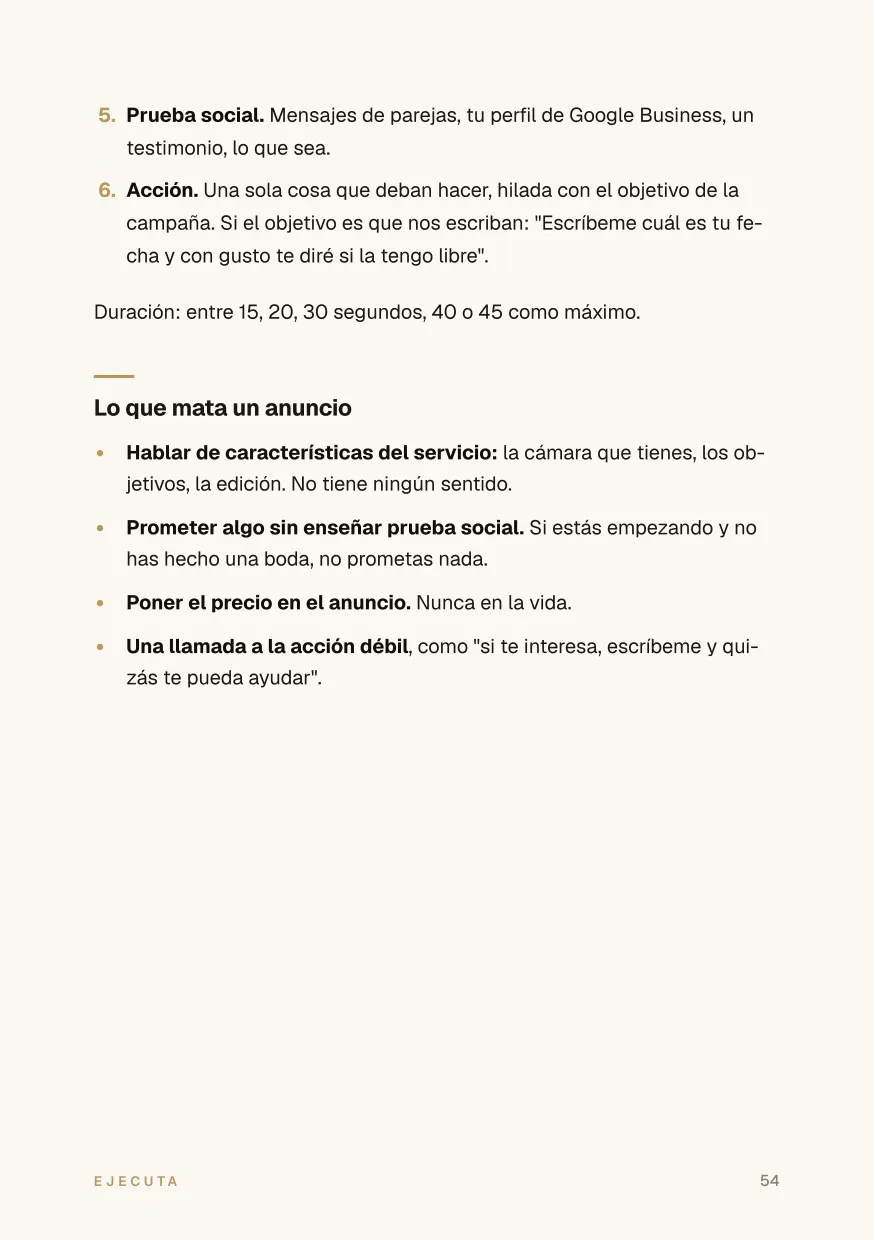 5. Prueba social. Mensajes de parejas, tu perfil de Google Business, un
testimonio, lo que sea.
6. Acción. Una sola cosa que deban hacer, hilada con el objetivo de la
campaña. Si el objetivo es que nos escriban: "Escríbeme cuál es tu fe-
cha y con gusto te diré si la tengo libre".
Duración: entre 15, 20, 30 segundos, 40 o 45 como máximo.
Lo que mata un anuncio
• Hablar de características del servicio: la cámara que tienes, los ob-
jetivos, la edición. No tiene ningún sentido.
• Prometer algo sin enseñar prueba social. Si estás empezando y no
has hecho una boda, no prometas nada.
• Poner el precio en el anuncio. Nunca en la vida.
• Una llamada a la acción débil, como "si te interesa, escríbeme y qui-
zás te pueda ayudar".
EJECUTA
54